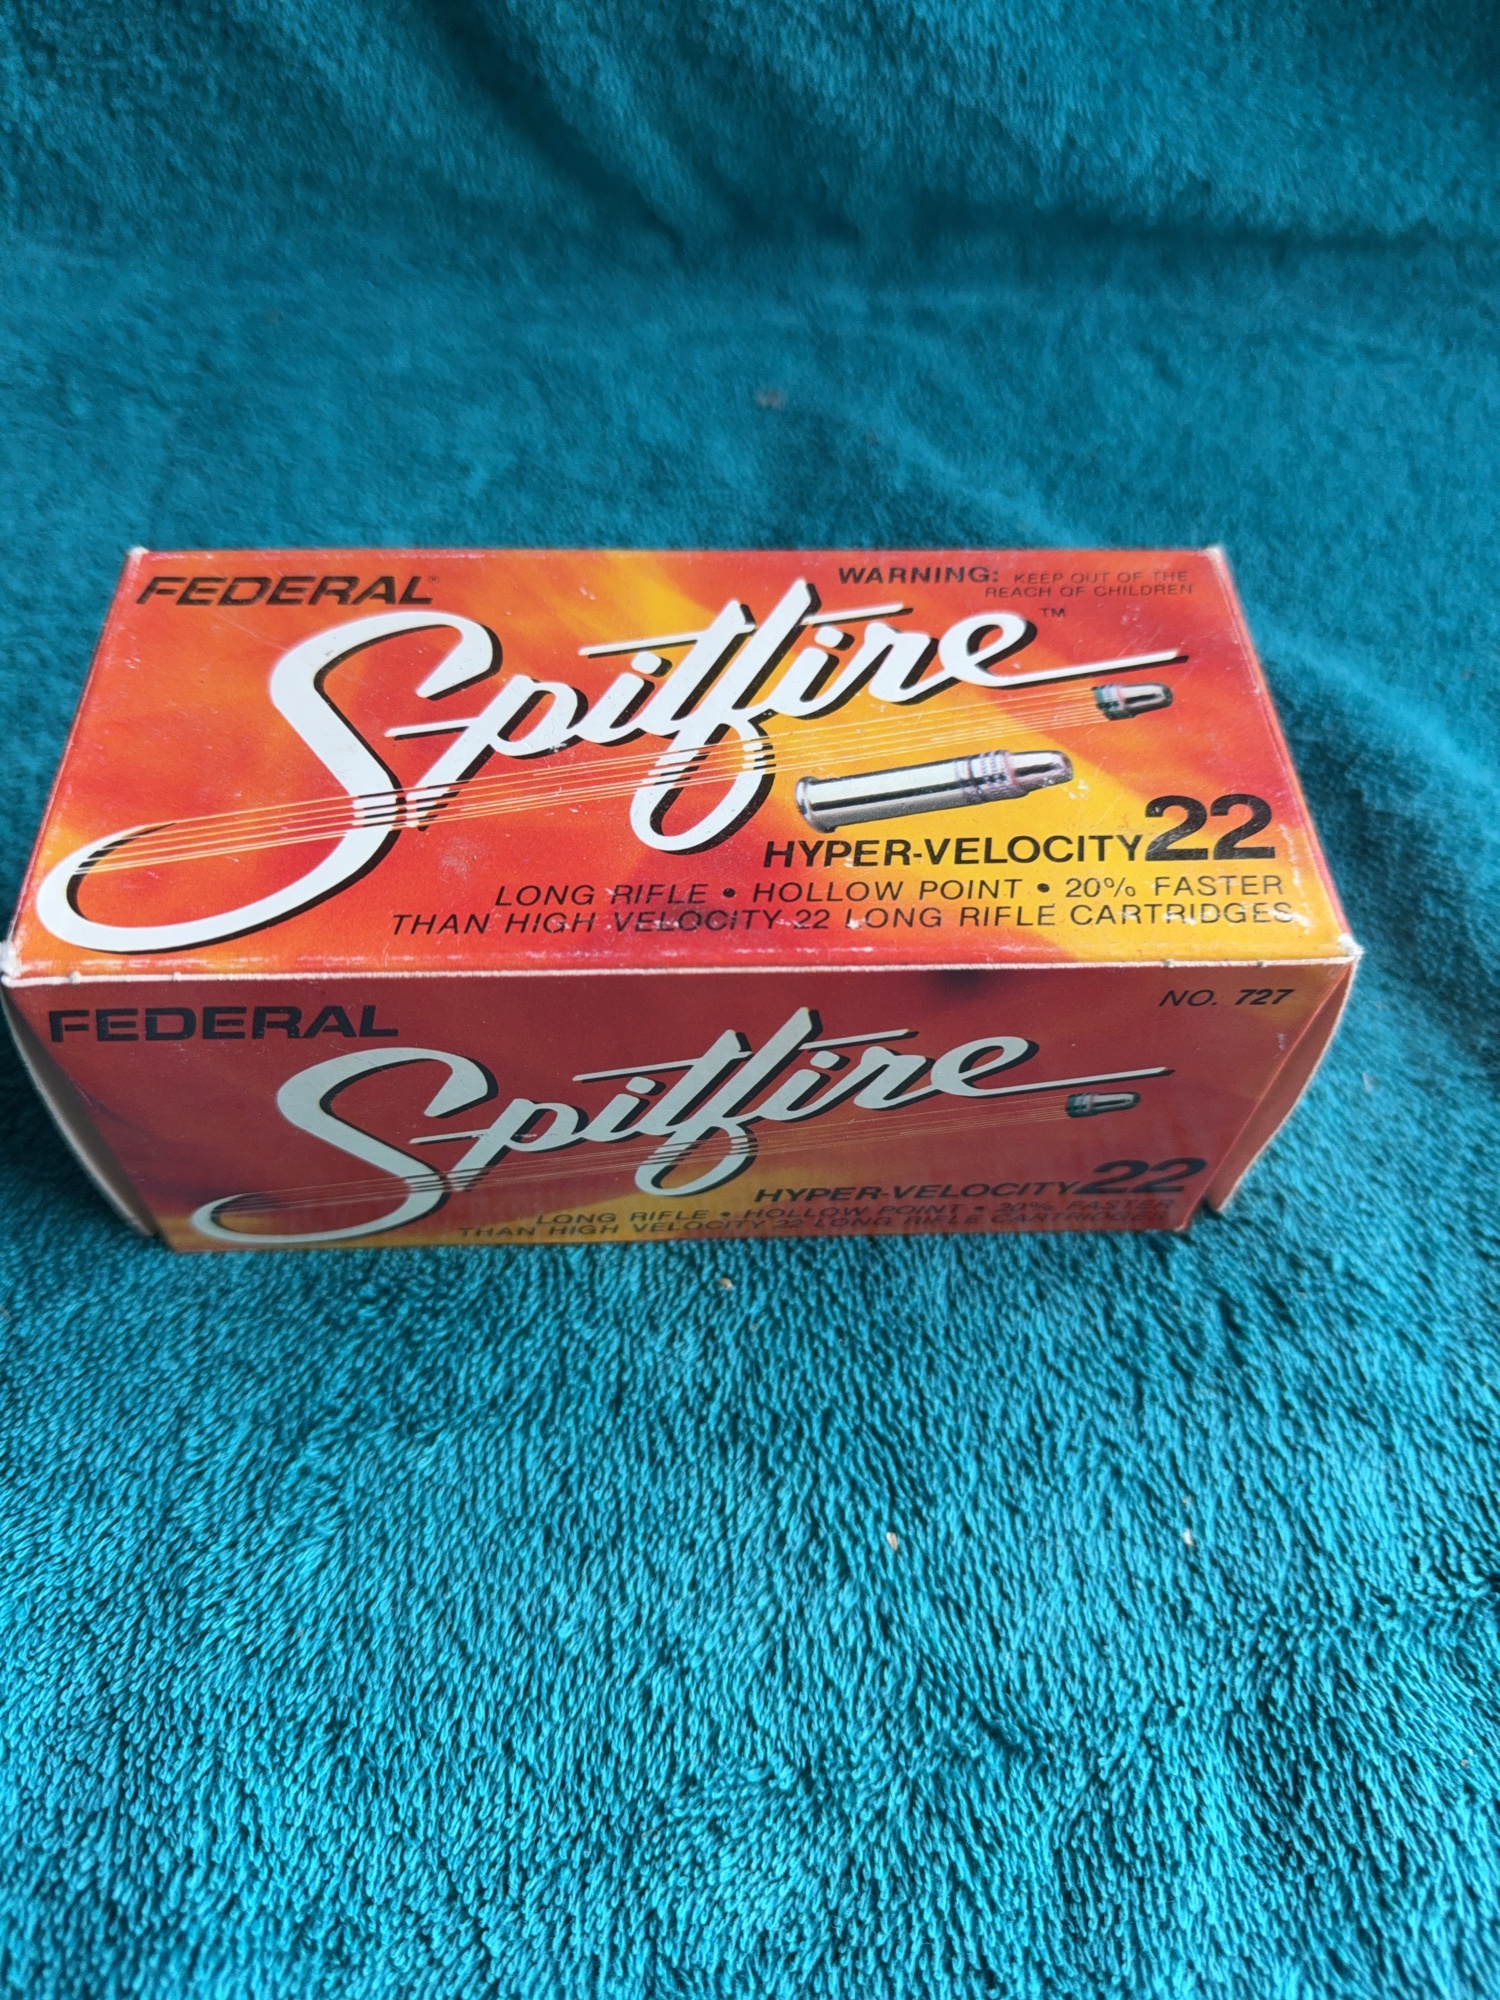 FEDERAL®
WARNING: KEEP OUT OF THE
REACH OF CHILDREN
Spitfire™
HYPER-VELOCITY 22
LONG RIFLE • HOLLOW POINT • 20% FASTER
THAN HIGH VELOCITY 22 LONG RIFLE CARTRIDGES
FEDERAL
NO. 727
Spitfire
HYPER-VELOCITY 22
LONG RIFLE • HOLLOW POINT • 20% FASTER
THAN HIGH VELOCITY 22 LONG RIFLE CARTRIDGES